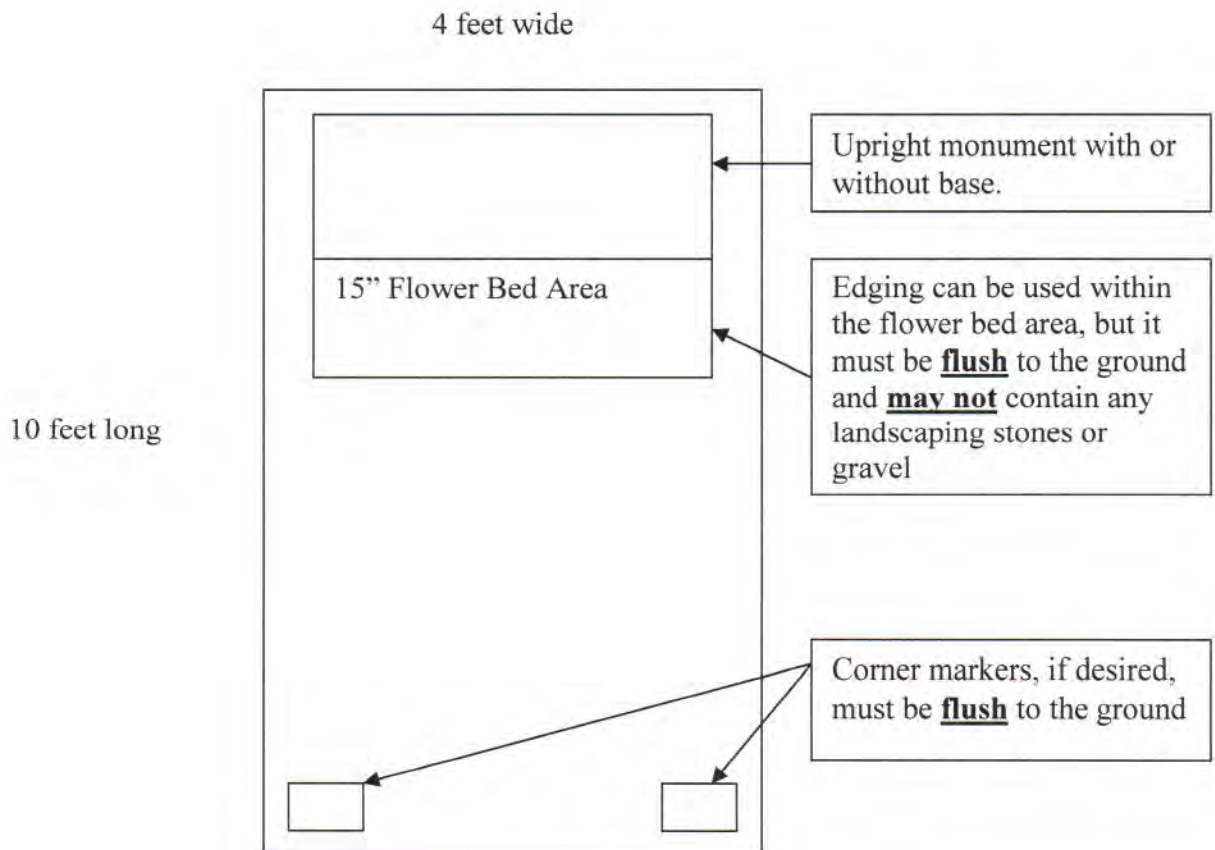 4 feet wide
Upright monument with or
without base.
15” Flower Bed Area
Edging can be used within
the flower bed area, but it
must be flush to the ground
and may not contain any
landscaping stones or
gravel
10 feet long
Corner markers, if desired,
must be flush to the ground